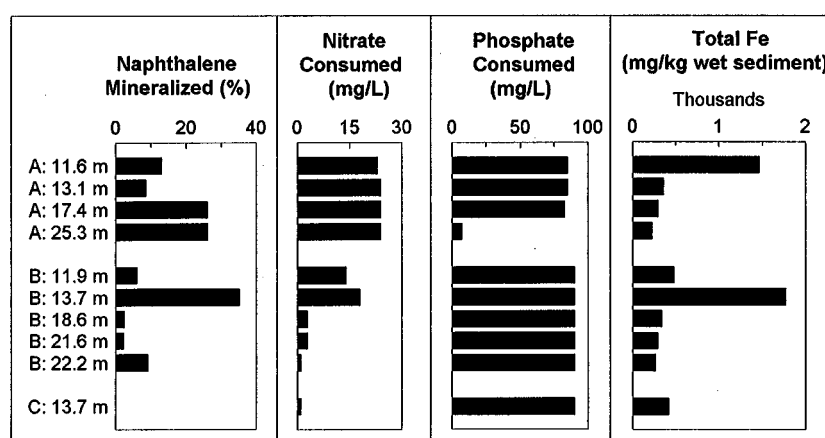 Naphthalene
Mineralized (%)
0 20 40
Nitrate
Consumed
(mg/L)
0 15 30
Phosphate
Consumed
(mg/L)
0 50 100
Total Fe
(mg/kg wet sediment)
Thousands
0 1 2
A: 11.6 m
A: 13.1 m
A: 17.4 m
A: 25.3 m
B: 11.9 m
B: 13.7 m
B: 18.6 m
B: 21.6 m
B: 22.2 m
C: 13.7 m